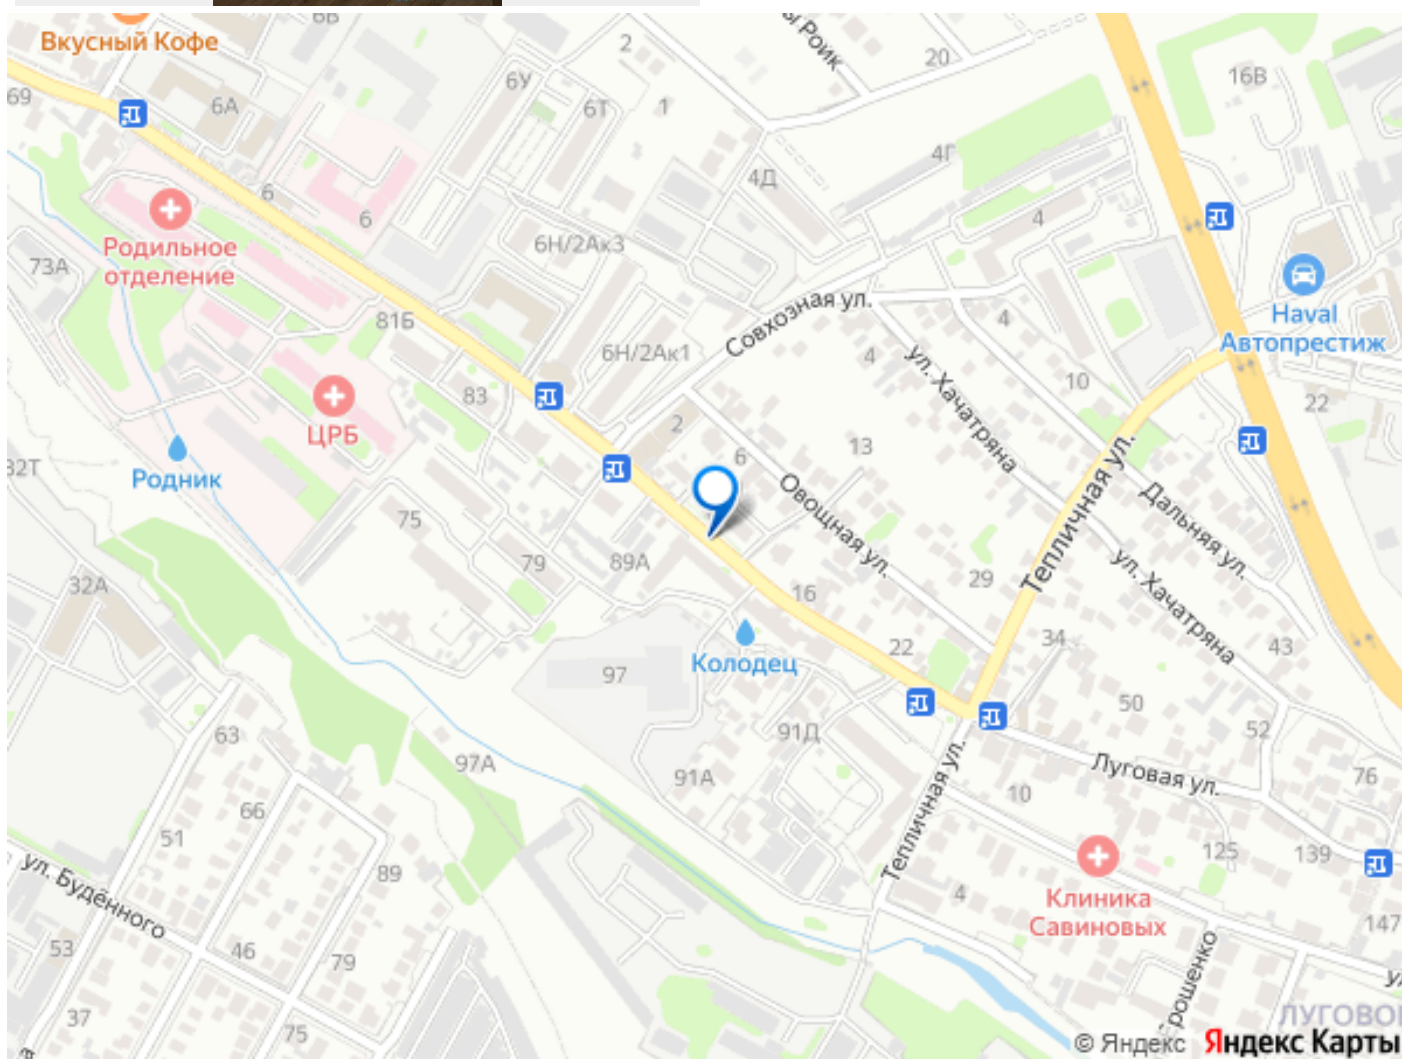 6В
Вкусный Кофе
69
6А
6У
2
6Т
1
ы Роик
20
16В
4Г
4Д
6
6
4
Родильное
отделение
73А
6Н/2Ак3
81Б
Совхозная ул.
4
Haval
Автопрестиж
6Н/2Ак1
4
ул. Хачатряна
10
22
83
ЦРБ
2
6
13
32Т
Родник
75
Овощная ул.
Тепличная ул.
Дальняя ул.
79
89А
29
ул. Хачатряна
32А
16
34
43
22
Колодец
97
50
52
91Д
63
97А
91А
Луговая ул.
76
66
10
Тепличная ул.
51
125
139
89
ул. Будённого
4
Клиника
Савиновых
147
53
46
79
рошенко
37
75
ЛУГОВО
© Яндекс Яндекс Карты